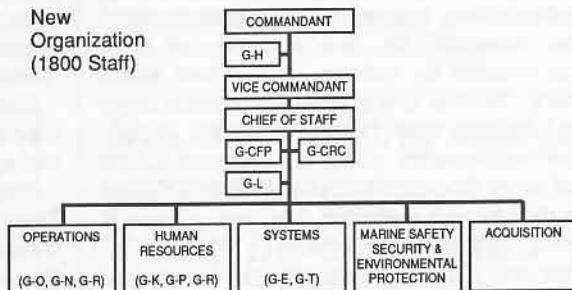 New
Organization
(1800 Staff)
COMMANDANT
G-H
VICE COMMANDANT
CHIEF OF STAFF
G-CFP G-CRC
G-L
OPERATIONS
(G-O, G-N, G-R)
HUMAN
RESOURCES
(G-K, G-P, G-R)
SYSTEMS
(G-E, G-T)
MARINE SAFETY
SECURITY &
ENVIRONMENTAL
PROTECTION
ACQUISITION